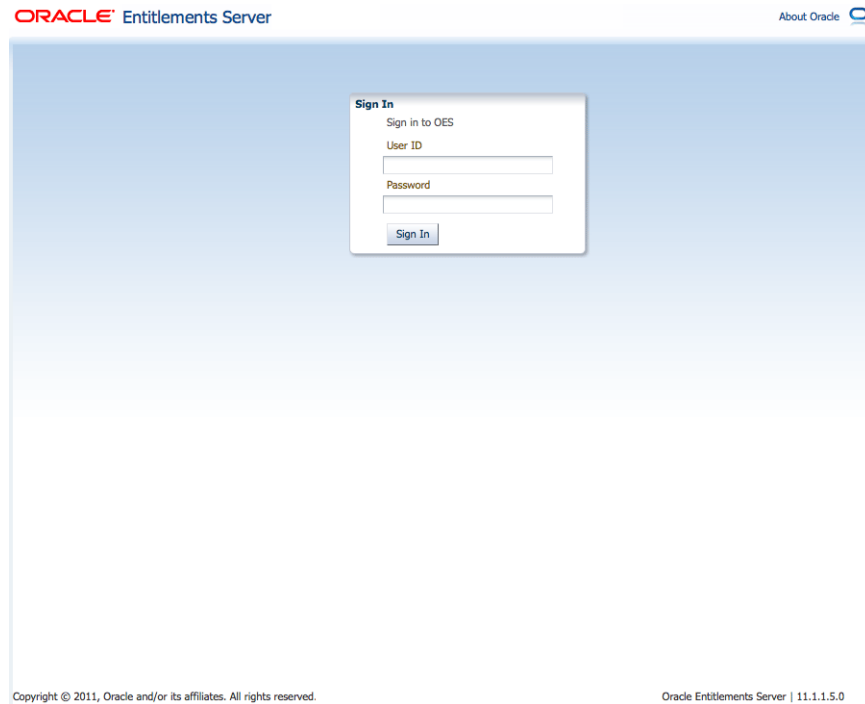 ORACLE Entitlements Server
About Oracle
Sign In
Sign in to OES
User ID
Password
Sign In
Copyright © 2011, Oracle and/or its affiliates. All rights reserved.
Oracle Entitlements Server | 11.1.1.5.0